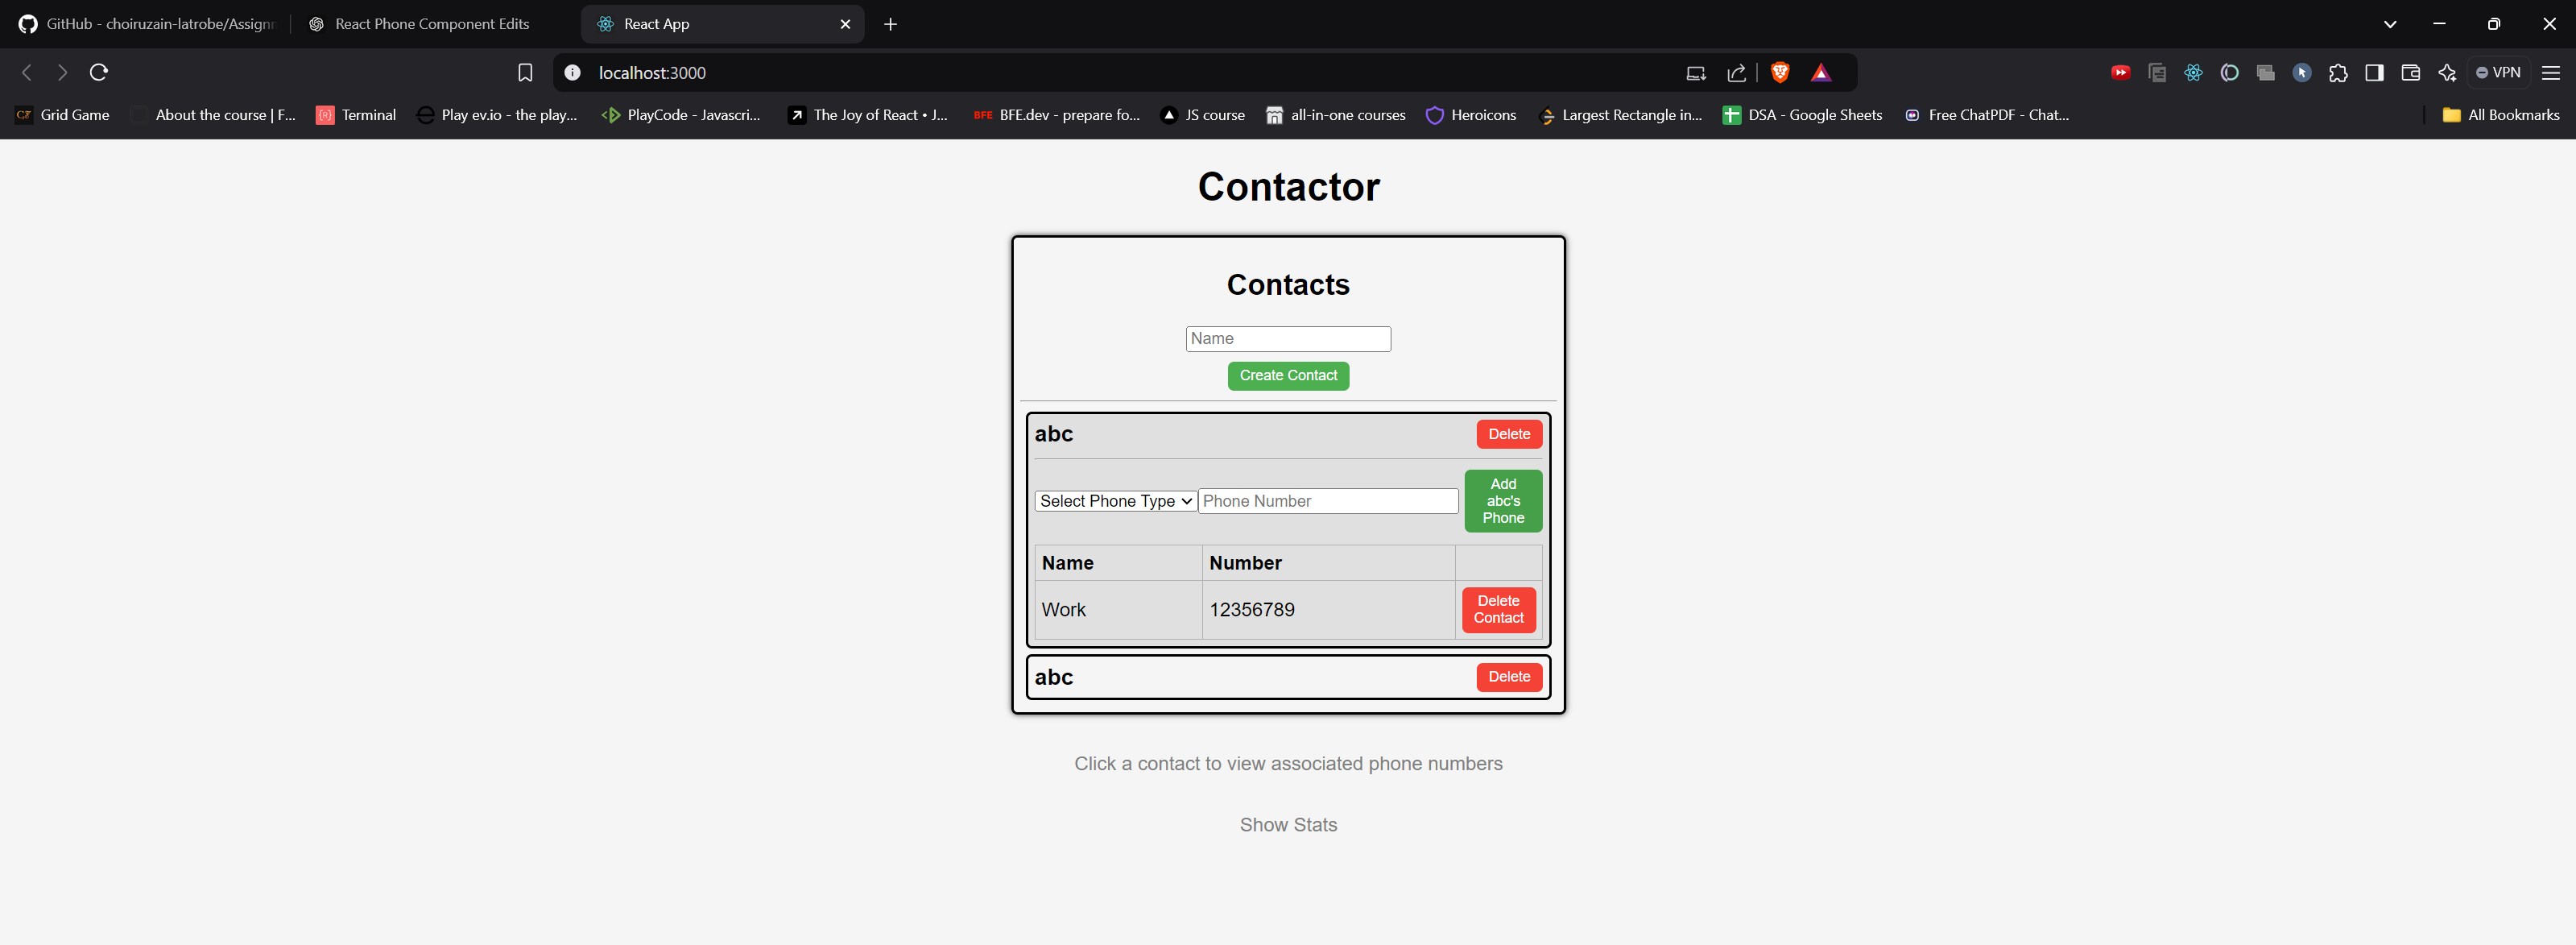 GitHub - choiruzain-latrobe/Assignn
React Phone Component Edits
React App
localhost:3000
VPN
Grid Game
About the course | F...
Terminal
Play ev.io - the play...
PlayCode - Javascri...
The Joy of React • J...
BFE
BFE.dev - prepare fo...
JS course
all-in-one courses
Heroicons
Largest Rectangle in...
DSA - Google Sheets
Free ChatPDF - Chat...
All Bookmarks
Contactor
Contacts
Name
Create Contact
abc
Delete
Select Phone Type
Phone Number
Add
abc's
Phone
Name
Number
Work
12356789
Delete
Contact
abc
Delete
Click a contact to view associated phone numbers
Show Stats